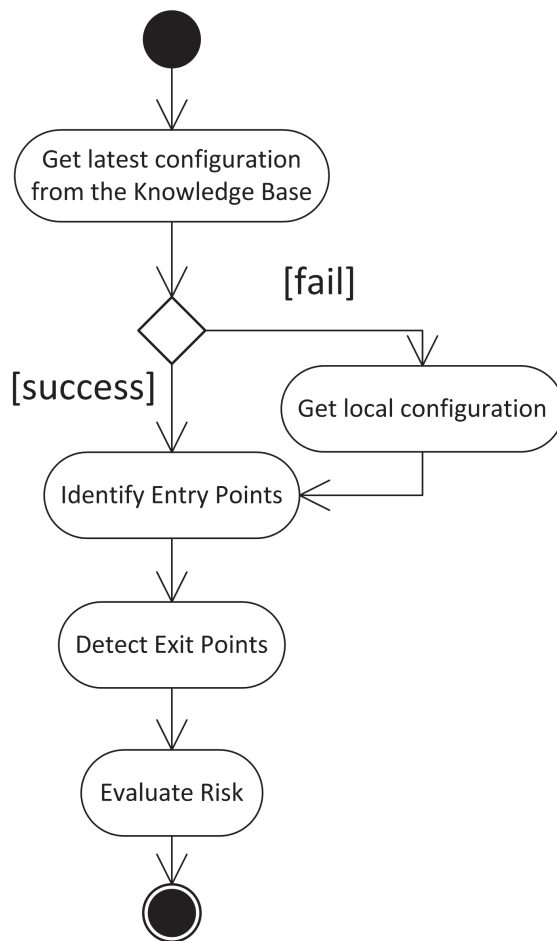 Get latest configuration
from the Knowledge Base
[fail]
[success]
Get local configuration
Identify Entry Points
Detect Exit Points
Evaluate Risk